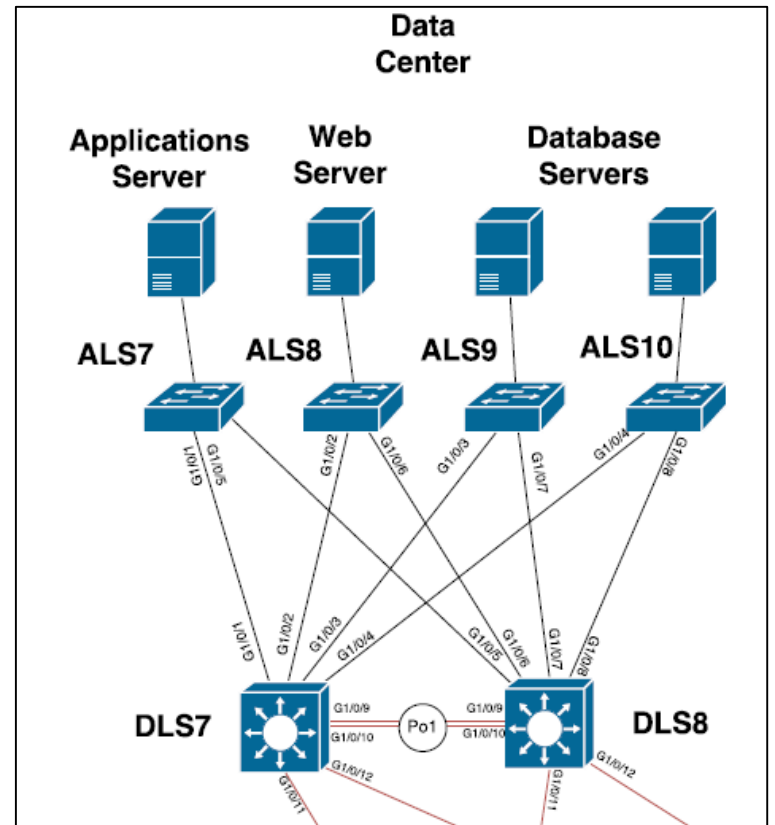 Data
Center
Applications
Server
Web
Server
Database
Servers
ALS7
ALS8
ALS9
ALS10
G1/0/1
G1/0/5
G1/0/2
G1/0/6
G1/0/3
G1/0/7
G1/0/4
G1/0/8
G1/0/1
G1/0/2
G1/0/3
G1/0/4
G1/0/5
G1/0/6
G1/0/7
G1/0/8
DLS7
G1/0/9
G1/0/10
Po1
G1/0/9
G1/0/10
DLS8
G1/0/11
G1/0/12
G1/0/11
G1/0/12